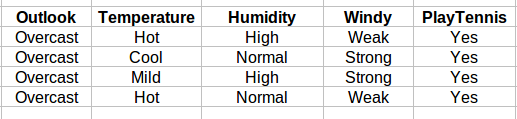 Outlook Temperature Humidity Windy PlayTennis
Overcast Hot High Weak Yes
Overcast Cool Normal Strong Yes
Overcast Mild High Strong Yes
Overcast Hot Normal Weak Yes